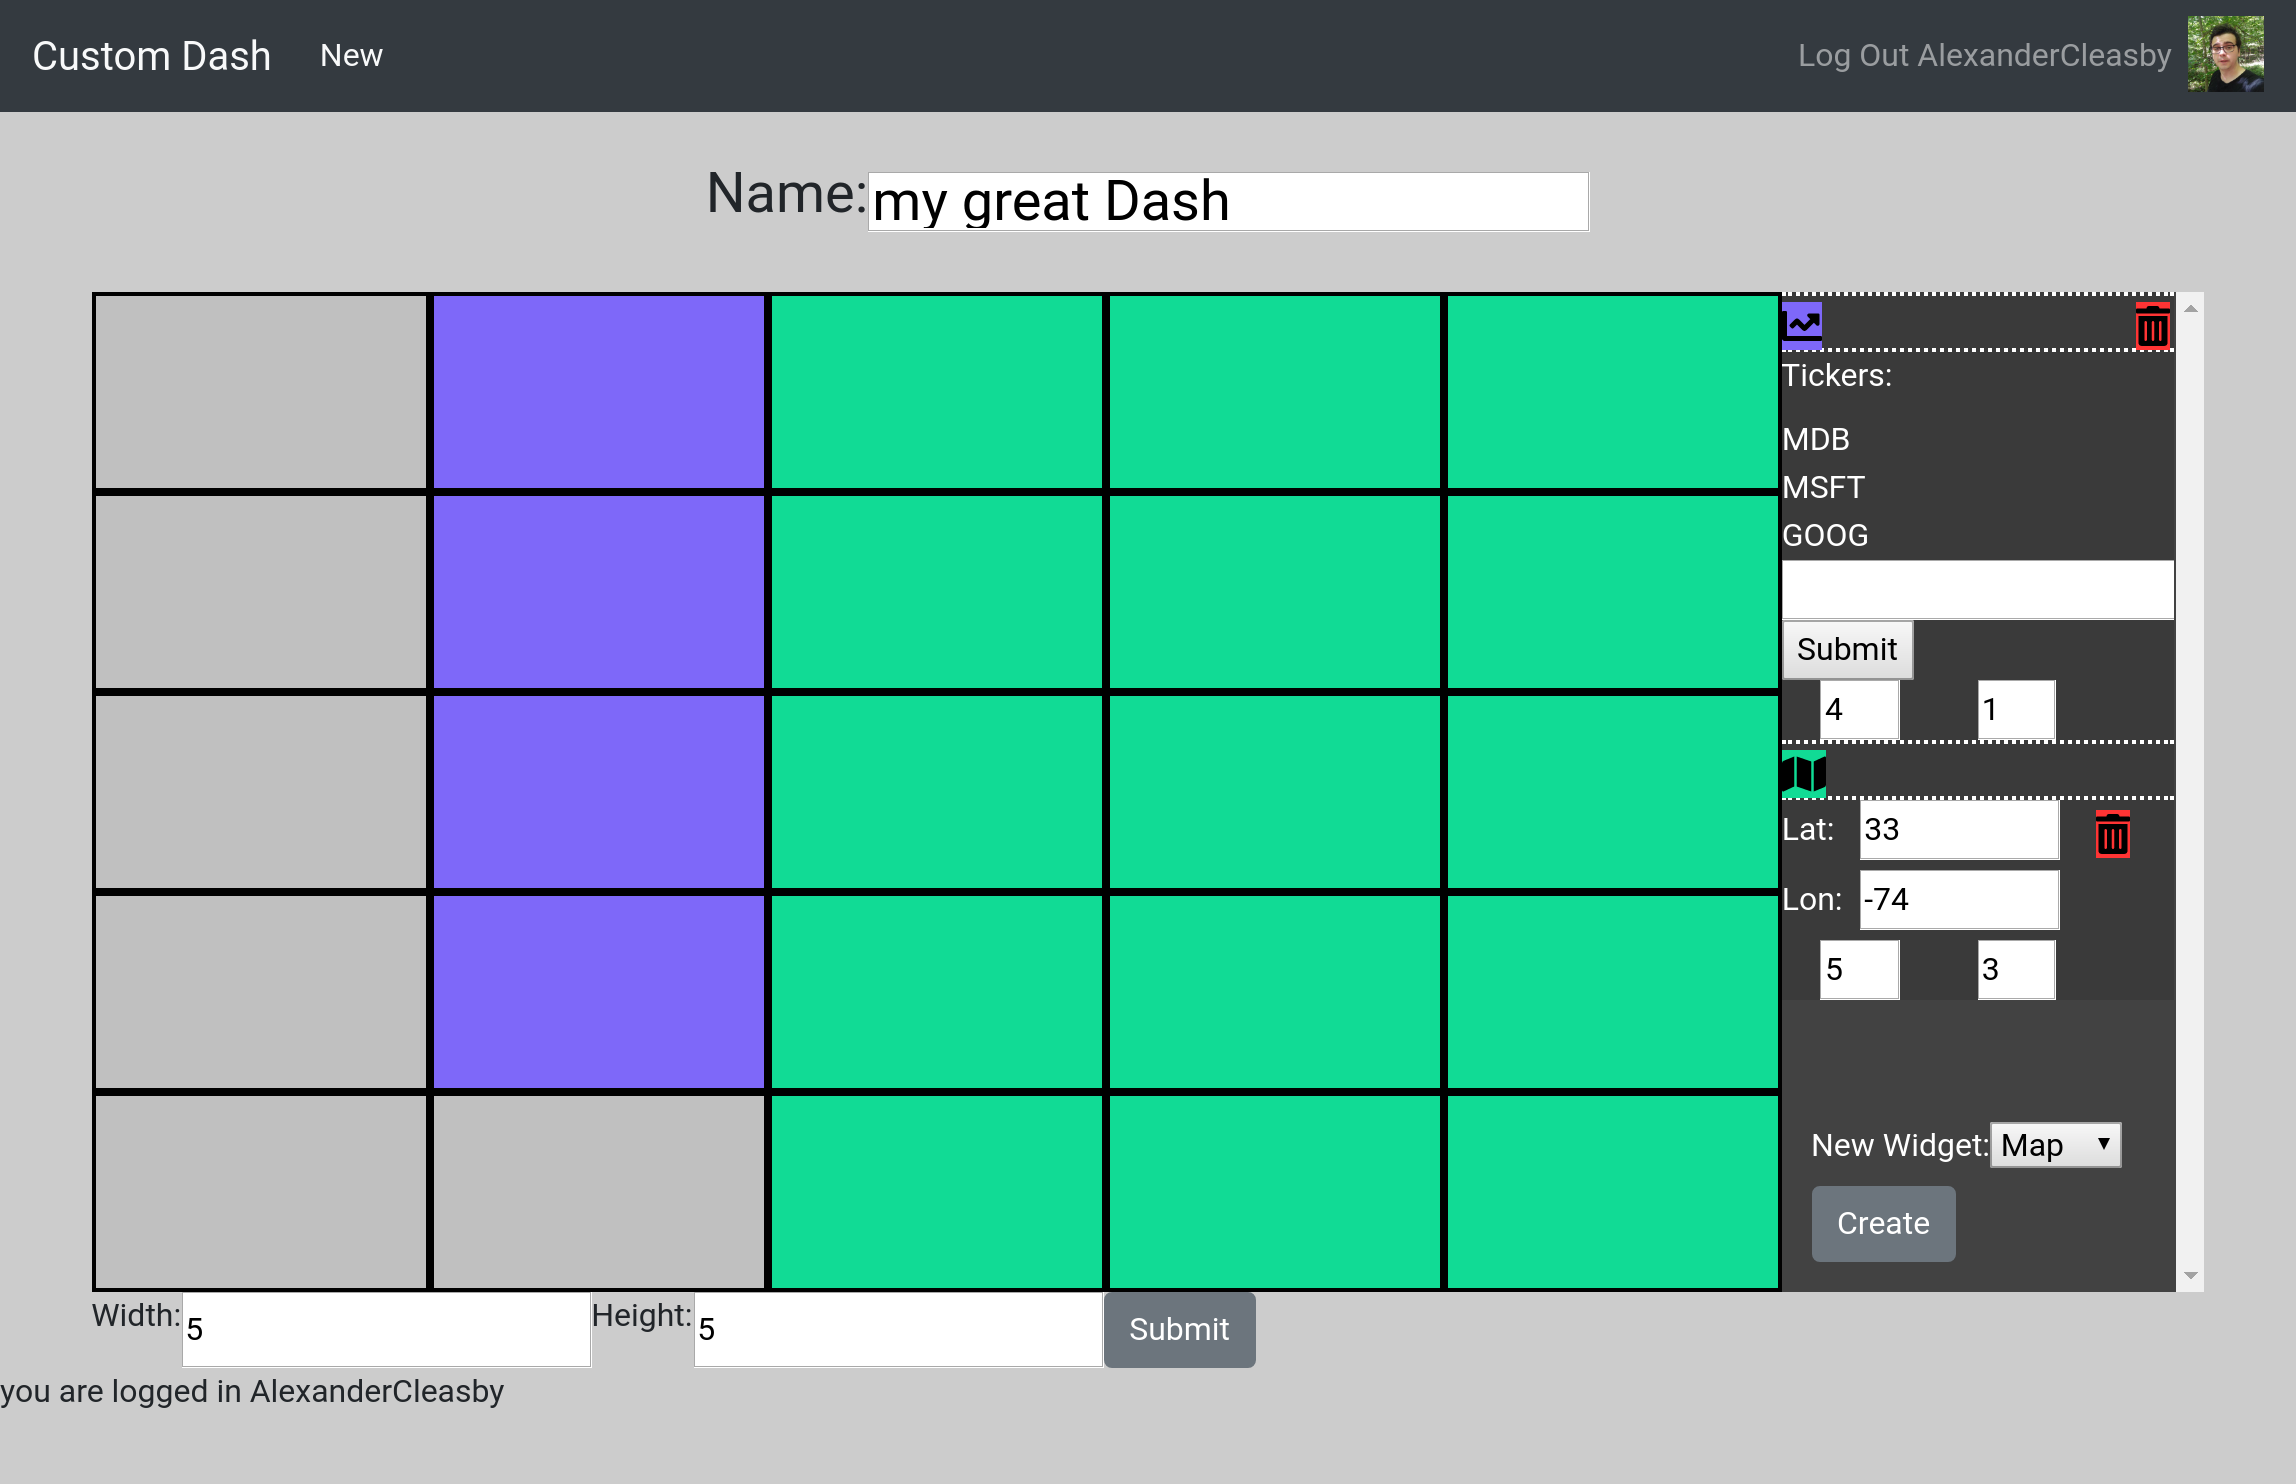 Custom Dash New Log Out AlexanderCleasby
Name: my great Dash
Tickers:
MDB
MSFT
GOOG
Submit
4 1
Lat: 33
Lon: -74
5 3
New Widget: Map
Create
Width: 5 Height: 5 Submit
you are logged in AlexanderCleasby